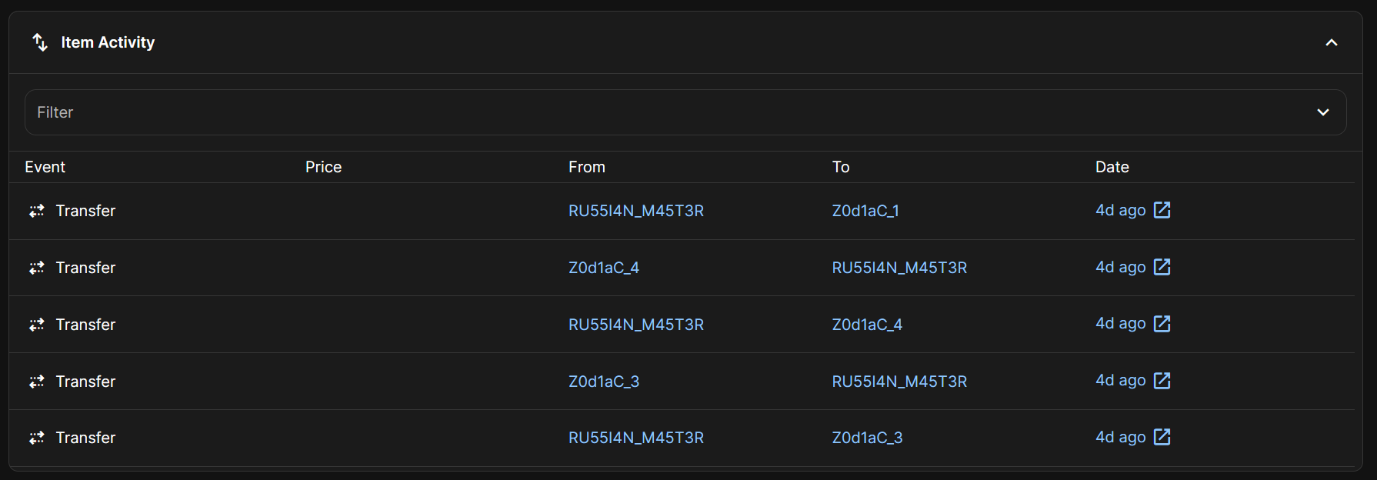 Item Activity
Filter
Event Price From To Date
Transfer RU55I4N_M45T3R Z0d1aC_1 4d ago
Transfer Z0d1aC_4 RU55I4N_M45T3R 4d ago
Transfer RU55I4N_M45T3R Z0d1aC_4 4d ago
Transfer Z0d1aC_3 RU55I4N_M45T3R 4d ago
Transfer RU55I4N_M45T3R Z0d1aC_3 4d ago